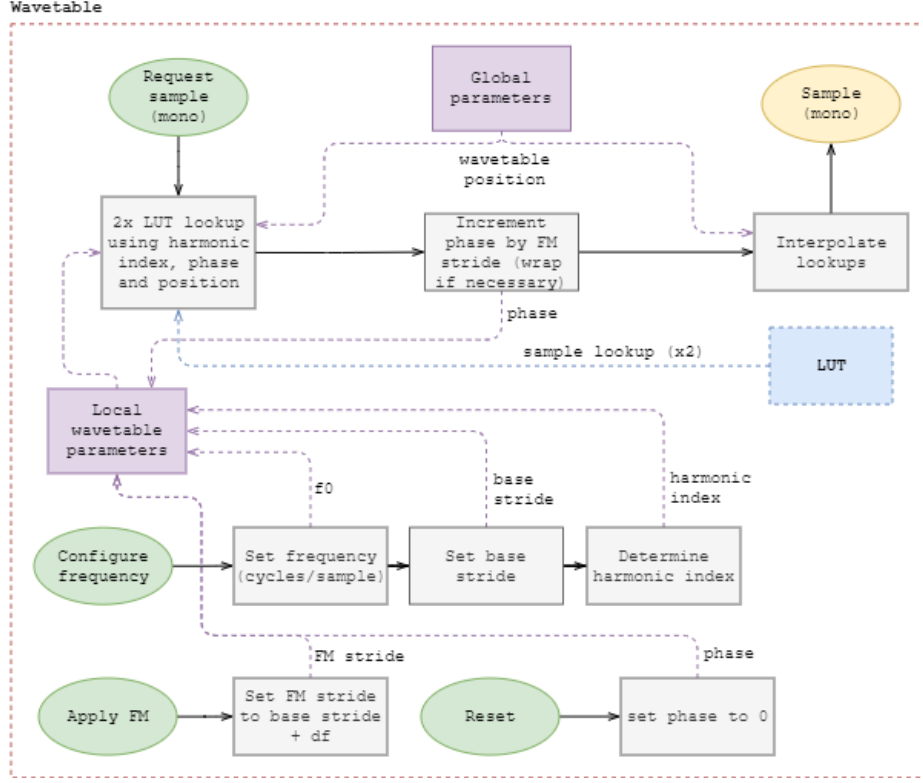 Wavetable
Request
sample
(mono)
Global
parameters
Sample
(mono)
wavetable
position
2x LUT lookup
using harmonic
index, phase
and position
Increment
phase by FM
stride (wrap
if necessary)
Interpolate
lookups
phase
sample lookup (x2)
LUT
Local
wavetable
parameters
f0
base
stride
harmonic
index
Configure
frequency
Set frequency
(cycles/sample)
Set base
stride
Determine
harmonic index
FM stride
phase
Apply FM
Set FM stride
to base stride
+ df
Reset
set phase to 0